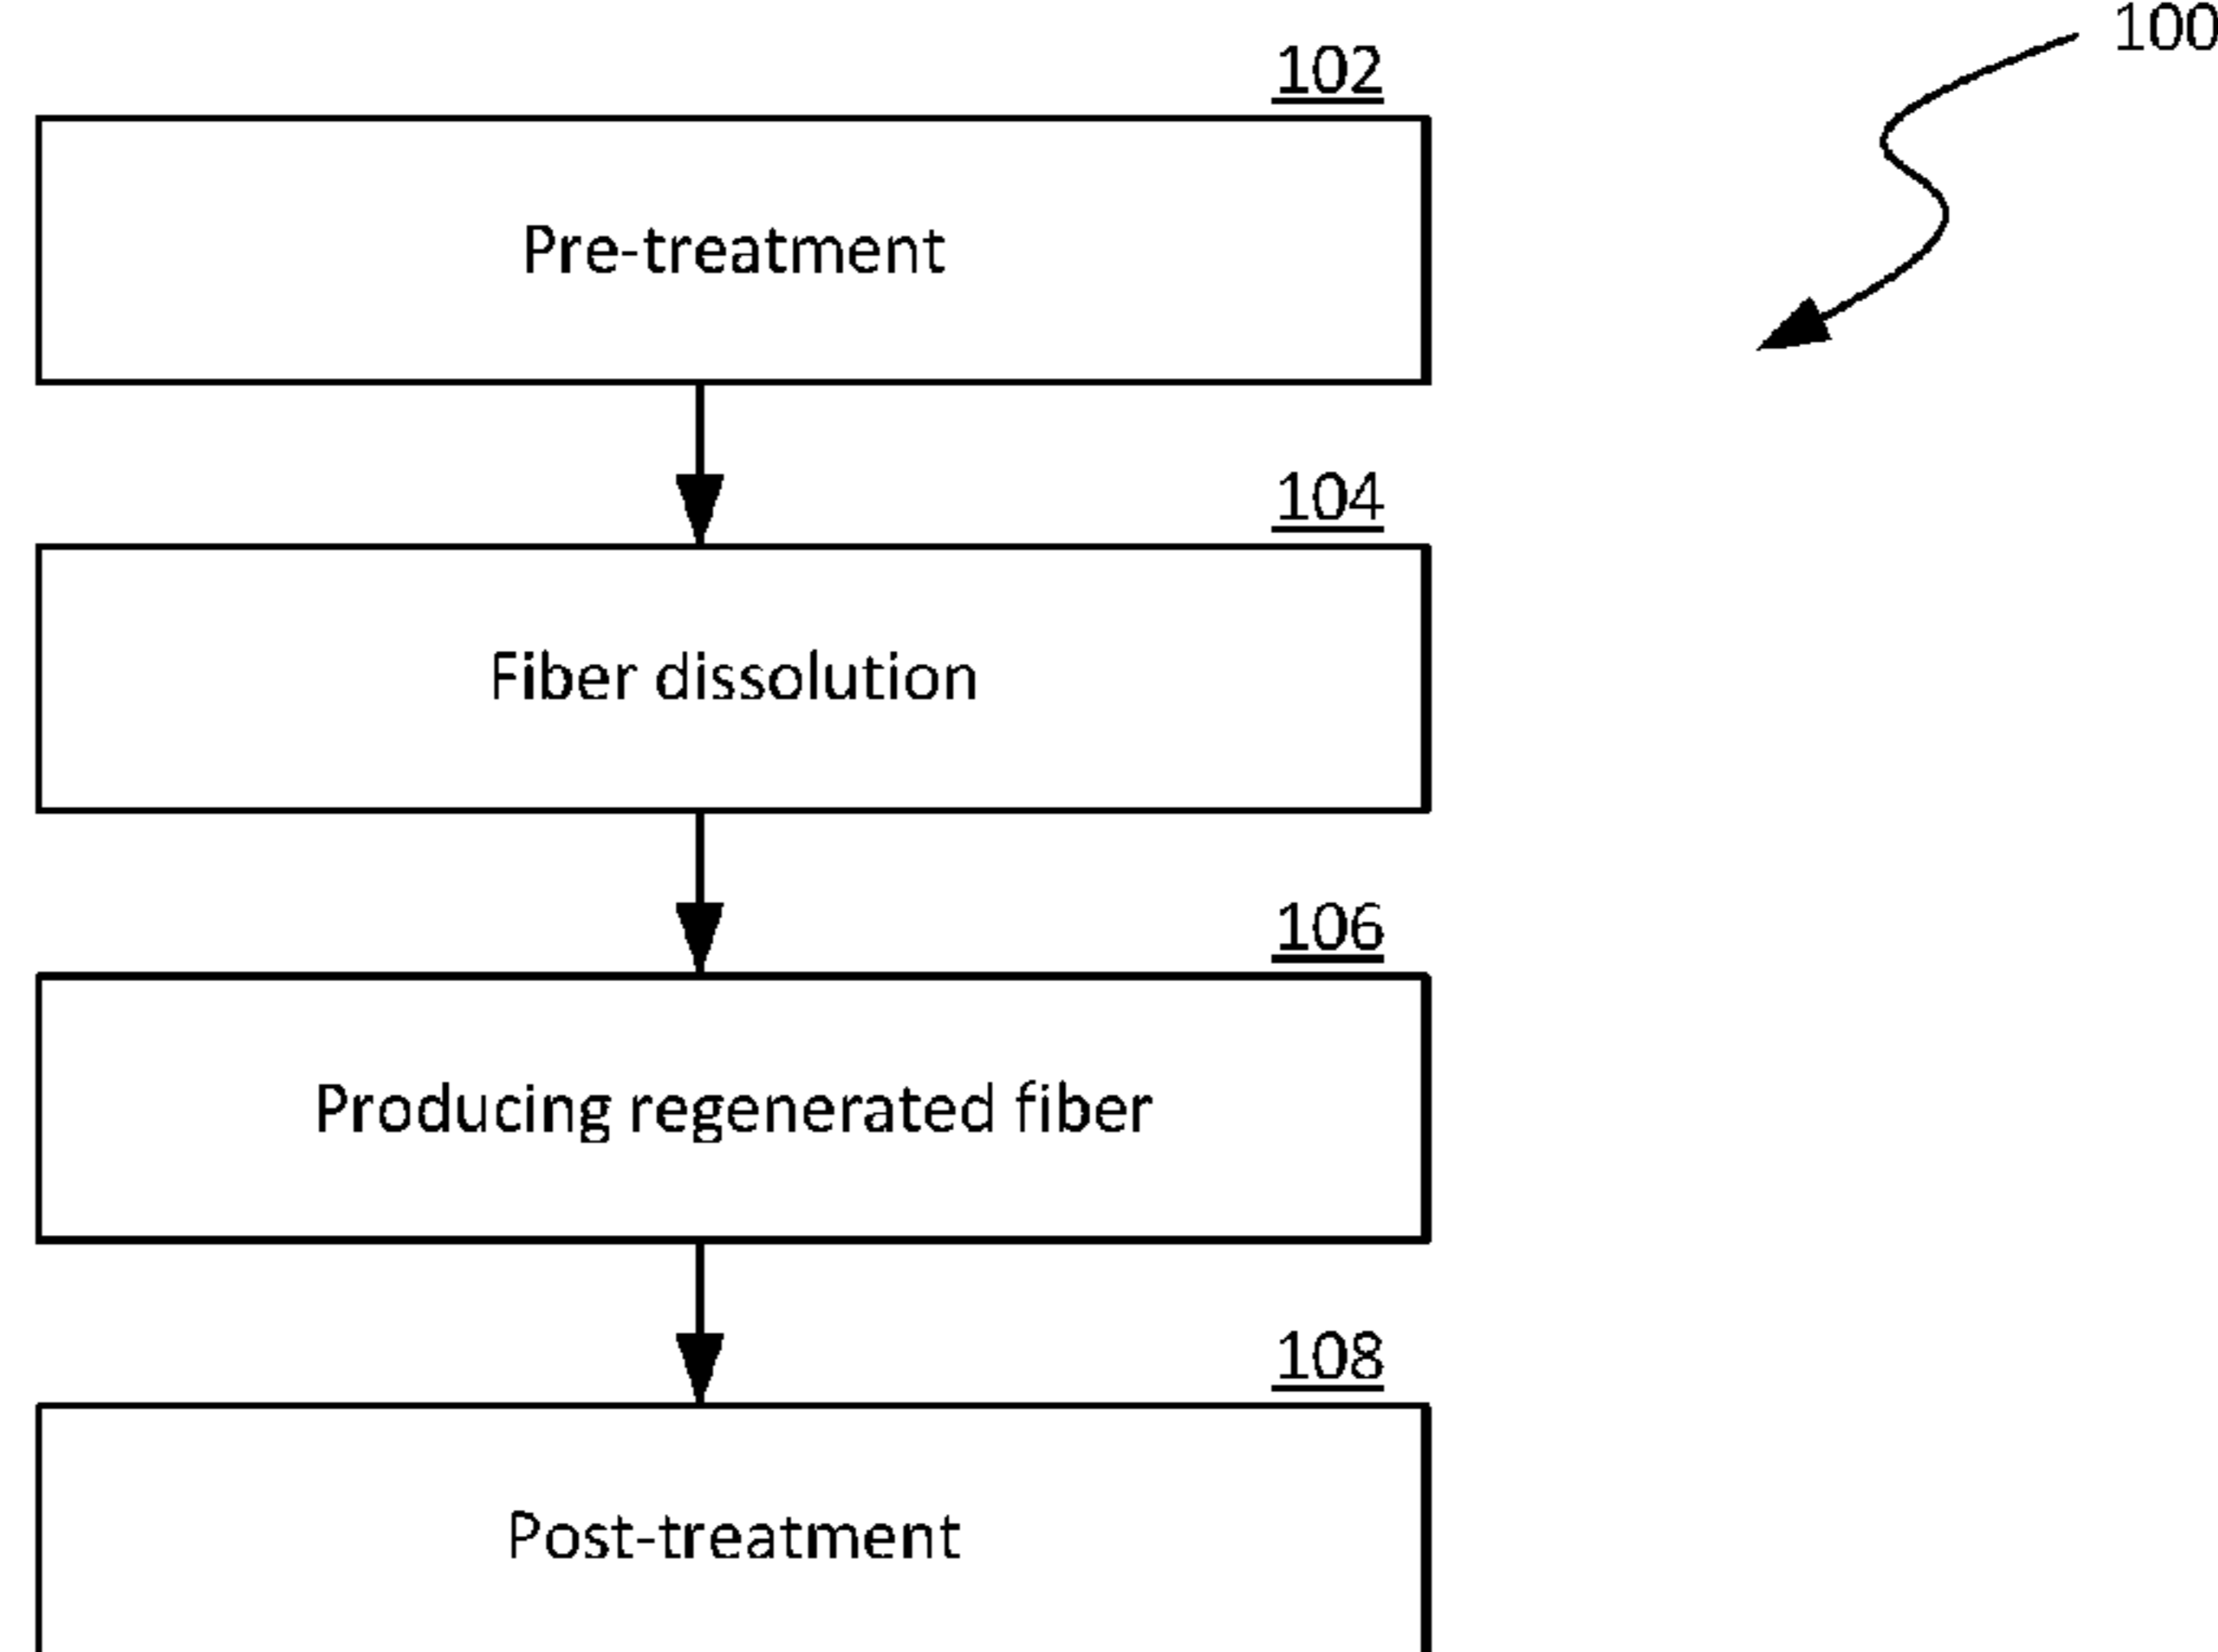 100
102
Pre-treatment
104
Fiber dissolution
106
Producing regenerated fiber
108
Post-treatment